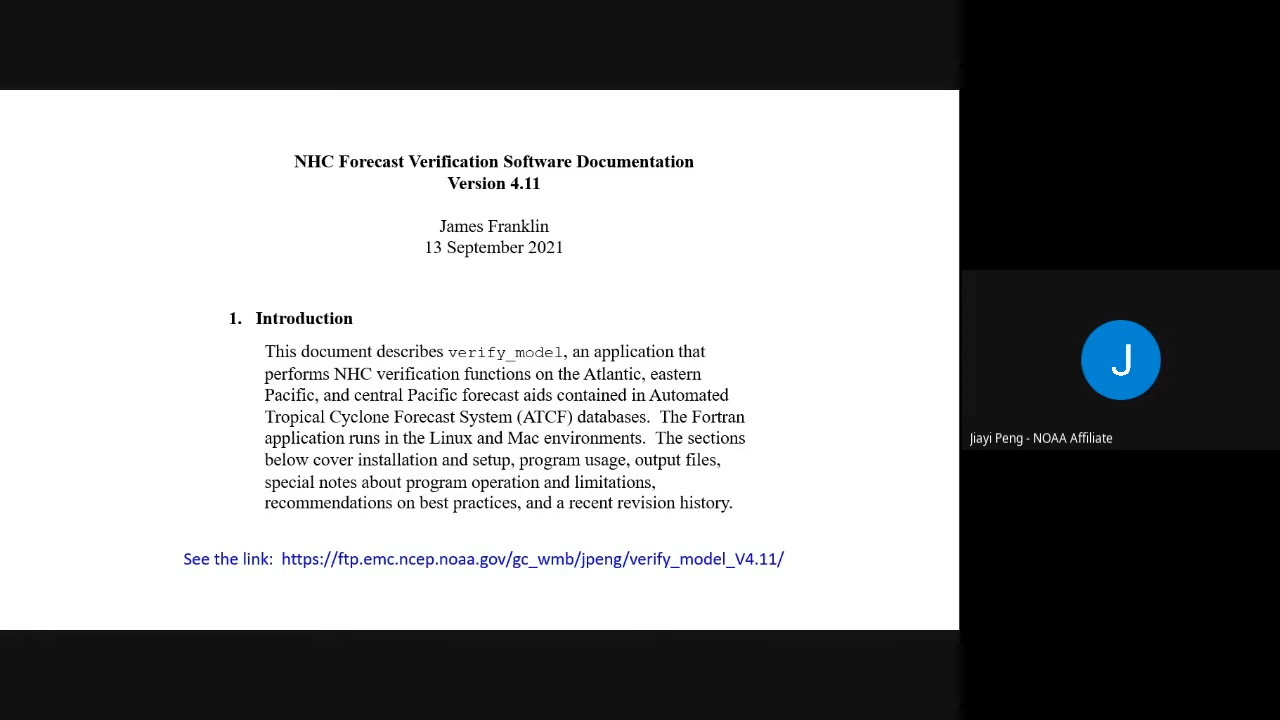 NHC Forecast Verification Software Documentation
Version 4.11
James Franklin
13 September 2021
1. Introduction
This document describes verify_model, an application that
performs NHC verification functions on the Atlantic, eastern
Pacific, and central Pacific forecast aids contained in Automated
Tropical Cyclone Forecast System (ATCF) databases. The Fortran
application runs in the Linux and Mac environments. The sections
below cover installation and setup, program usage, output files,
special notes about program operation and limitations,
recommendations on best practices, and a recent revision history.
See the link: https://ftp.emc.ncep.noaa.gov/gc_wmb/jpeng/verify_model_V4.11/
J
Jiayi Peng - NOAA Affiliate